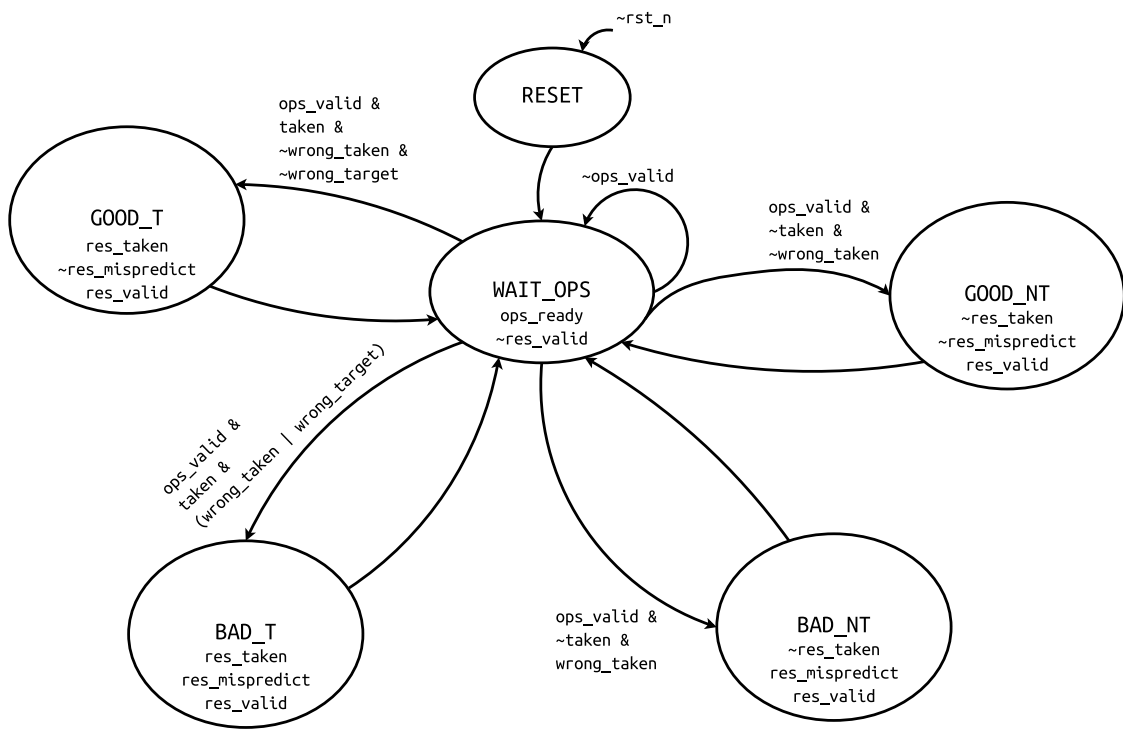 ~rst_n
RESET
ops_valid &
taken &
~wrong_taken &
~wrong_target
~ops_valid
ops_valid &
~taken &
~wrong_taken
GOOD_T
res_taken
~res_mispredict
res_valid
WAIT_OPS
ops_ready
~res_valid
GOOD_NT
~res_taken
~res_mispredict
res_valid
ops_valid &
taken &
(wrong_taken | wrong_target)
BAD_T
res_taken
res_mispredict
res_valid
ops_valid &
~taken &
wrong_taken
BAD_NT
~res_taken
res_mispredict
res_valid